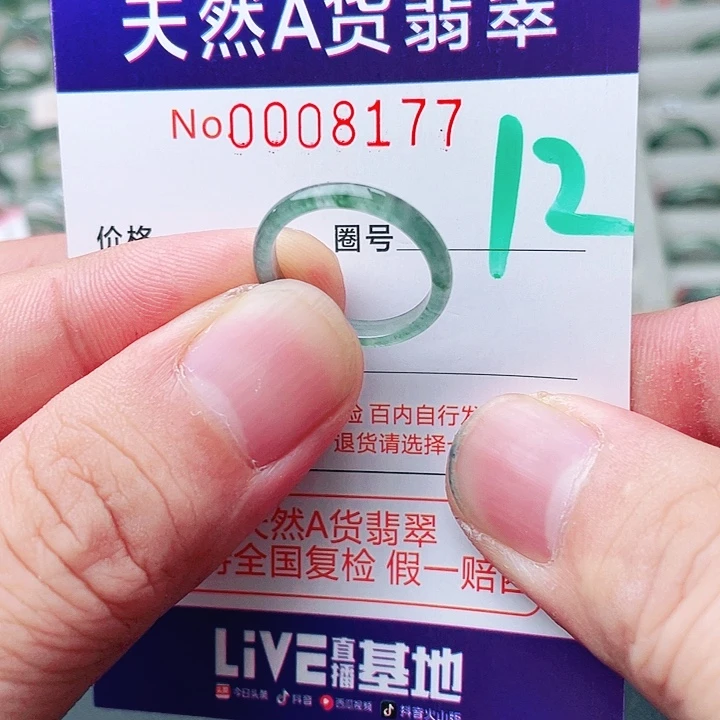 天然A货翡翠
No0008177
12
价格
圈号
检 百内自行发
退货请选择
天然A货翡翠
全国复检 假一赔
LiVE直播基地
今日头条 抖音 西瓜视频 抖音火山版